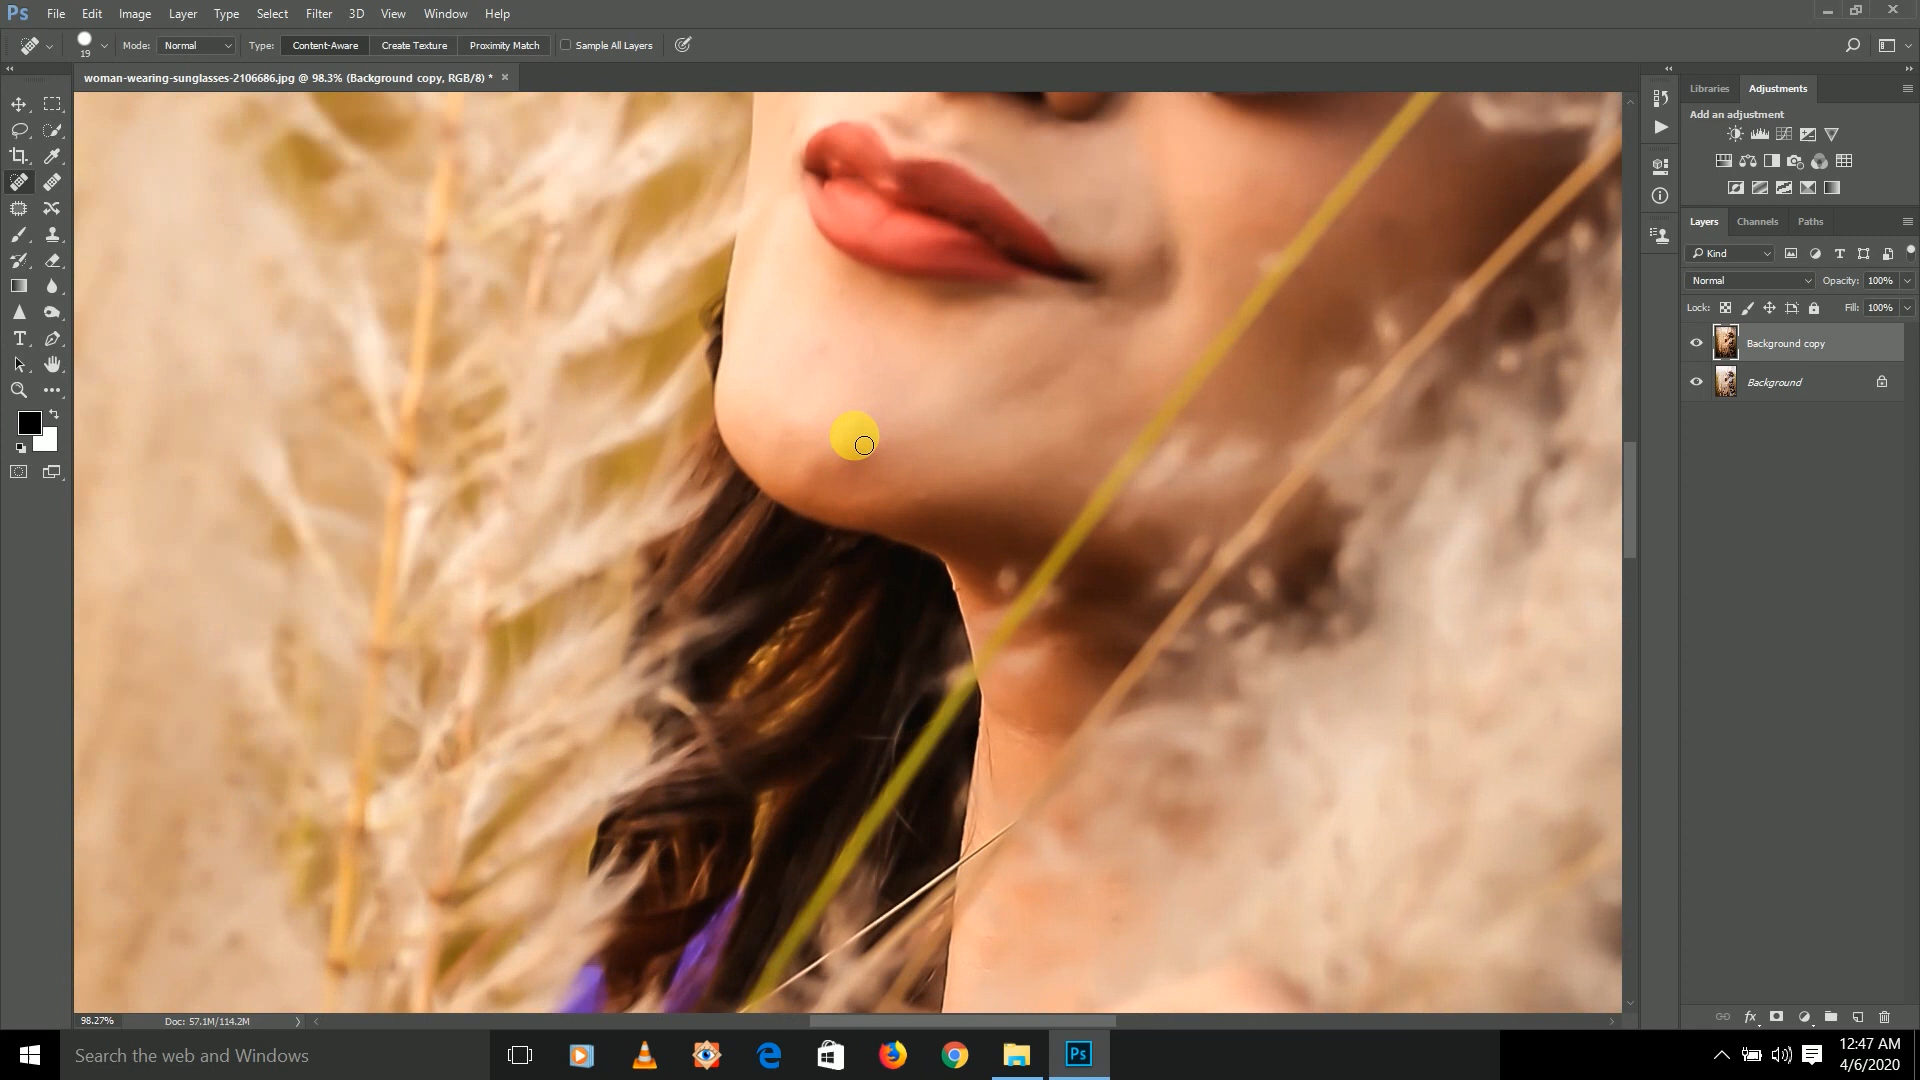 Ps File Edit Image Layer Type Select Filter 3D View Window Help
19 Mode: Normal Type: Content-Aware Create Texture Proximity Match Sample All Layers
woman-wearing-sunglasses-2106686.jpg @ 98.3% (Background copy, RGB/8) * ×
Libraries Adjustments
Add an adjustment
Layers Channels Paths
Kind
Normal Opacity: 100%
Lock: Fill: 100%
Background copy
Background
fx
98.27% Doc: 57.1M/114.2M
Search the web and Windows
Ps
12:47 AM
4/6/2020